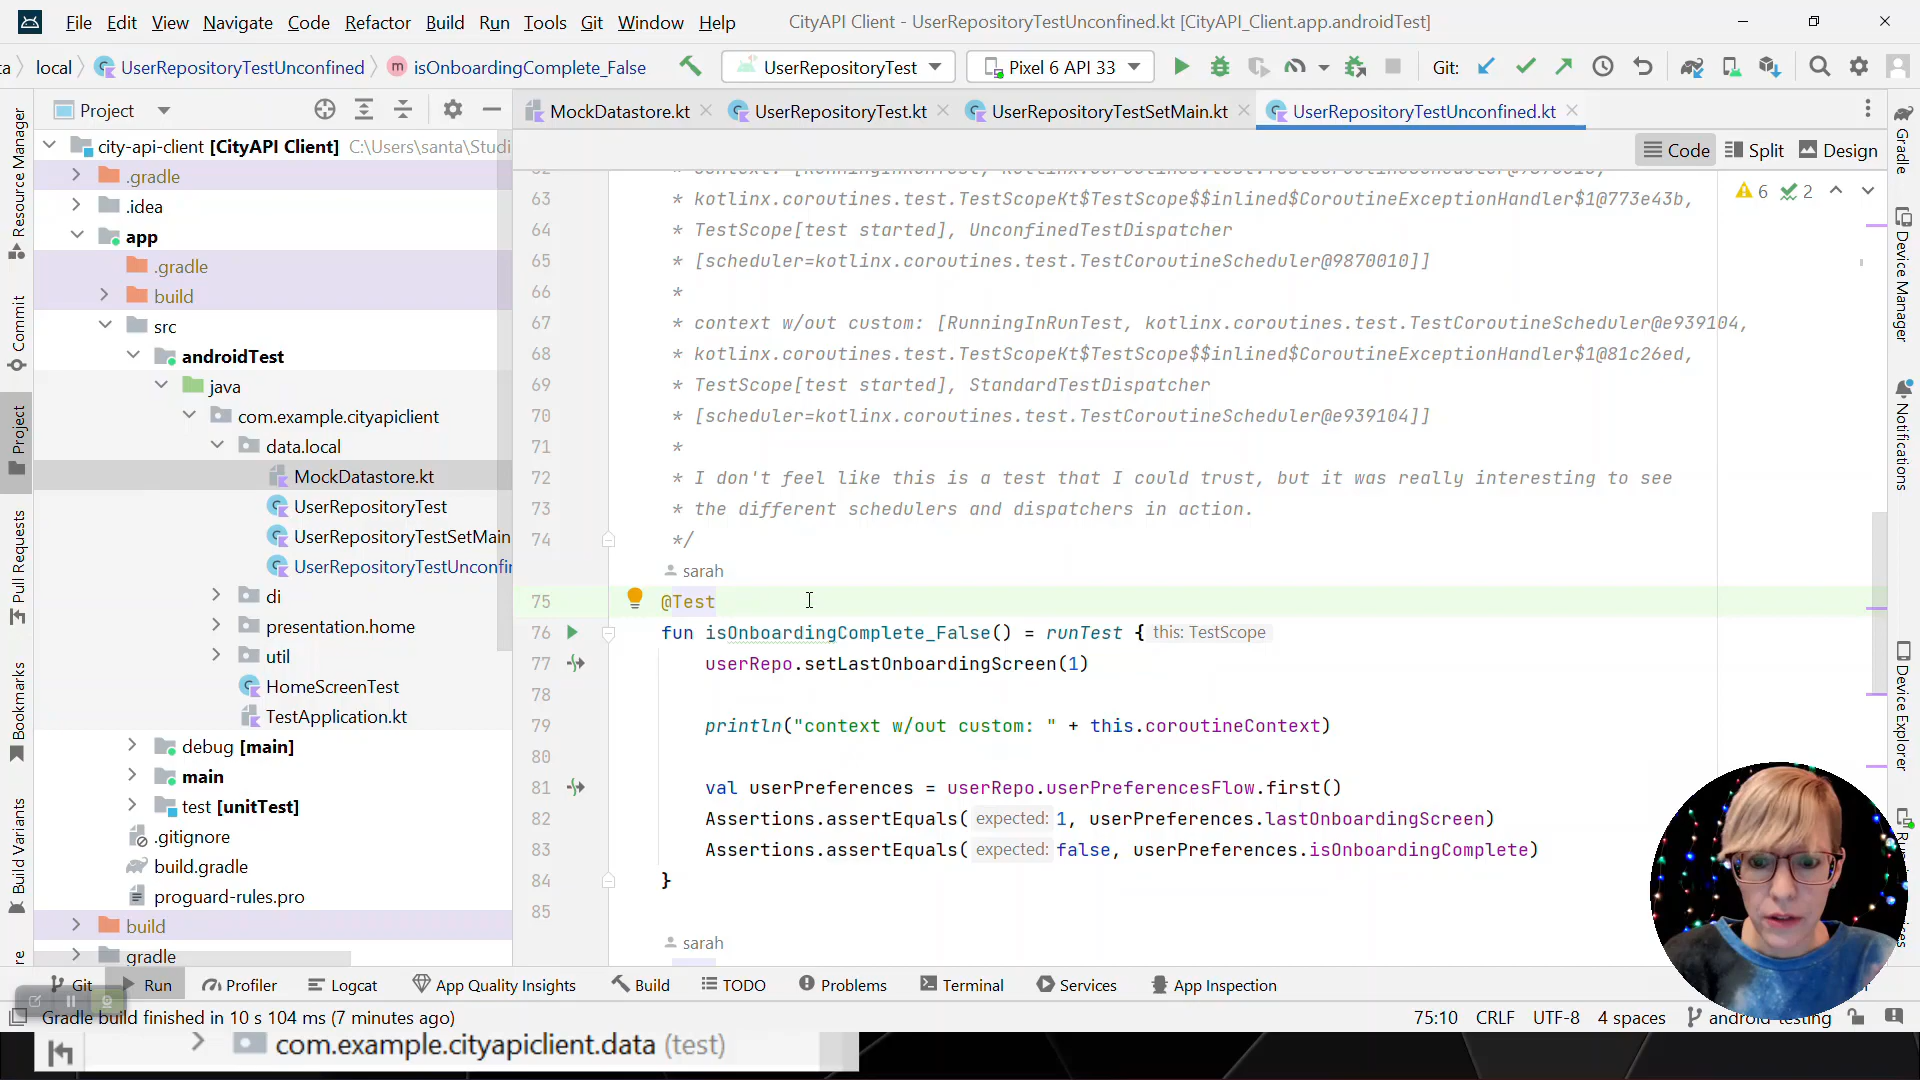 File Edit View Navigate Code Refactor Build Run Tools Git Window Help
CityAPI Client - UserRepositoryTestUnconfined.kt [CityAPI_Client.app.androidTest]
ta local UserRepositoryTestUnconfined isOnboardingComplete_False
UserRepositoryTest
Pixel 6 API 33
Git:
Project
MockDatastore.kt
UserRepositoryTest.kt
UserRepositoryTestSetMain.kt
UserRepositoryTestUnconfined.kt
Code
Split
Design
Resource Manager
Commit
Project
Pull Requests
Bookmarks
Build Variants
city-api-client [CityAPI Client] C:\Users\santa\Studi
.gradle
.idea
app
.gradle
build
src
androidTest
java
com.example.cityapiclient
data.local
MockDatastore.kt
UserRepositoryTest
UserRepositoryTestSetMain
UserRepositoryTestUnconfin
di
presentation.home
util
HomeScreenTest
TestApplication.kt
debug [main]
main
test [unitTest]
.gitignore
build.gradle
proguard-rules.pro
build
gradle
6 2
63 * kotlinx.coroutines.test.TestScopeKt$TestScope$$inlined$CoroutineExceptionHandler$1@773e43b,
64 * TestScope[test started], UnconfinedTestDispatcher
65 * [scheduler=kotlinx.coroutines.test.TestCoroutineScheduler@9870010]]
66 *
67 * context w/out custom: [RunningInRunTest, kotlinx.coroutines.test.TestCoroutineScheduler@e939104,
68 * kotlinx.coroutines.test.TestScopeKt$TestScope$$inlined$CoroutineExceptionHandler$1@81c26ed,
69 * TestScope[test started], StandardTestDispatcher
70 * [scheduler=kotlinx.coroutines.test.TestCoroutineScheduler@e939104]]
71 *
72 * I don't feel like this is a test that I could trust, but it was really interesting to see
73 * the different schedulers and dispatchers in action.
74 */
sarah
75 @Test
76 fun isOnboardingComplete_False() = runTest { this: TestScope
77 userRepo.setLastOnboardingScreen(1)
78
79 println("context w/out custom: " + this.coroutineContext)
80
81 val userPreferences = userRepo.userPreferencesFlow.first()
82 Assertions.assertEquals( expected: 1, userPreferences.lastOnboardingScreen)
83 Assertions.assertEquals( expected: false, userPreferences.isOnboardingComplete)
84 }
85
sarah
Gradle
Device Manager
Notifications
Device Explorer
Git Run Profiler Logcat App Quality Insights Build TODO Problems Terminal Services App Inspection
Gradle build finished in 10 s 104 ms (7 minutes ago)
75:10 CRLF UTF-8 4 spaces android-testing
com.example.cityapiclient.data (test)